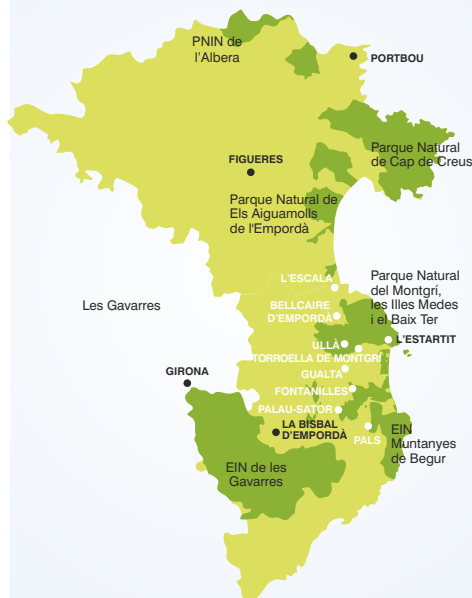 PNIN de
l'Albera
PORTBOU
Parque Natural
de Cap de Creus
FIGUERES
Parque Natural de
Els Aiguamolls
de l'Empordà
L'ESCALA
Parque Natural
del Montgrí,
les Illes Medes
i el Baix Ter
Les Gavarres
BELLCAIRE
D'EMPORDÀ
L'ESTARTIT
ULLÀ
TORROELLA DE MONTGRÍ
GUALTA
GIRONA
FONTANILLES
PALAU-SATOR
LA BISBAL
D'EMPORDÀ
PALS
EIN
Muntanyes
de Begur
EIN de les
Gavarres